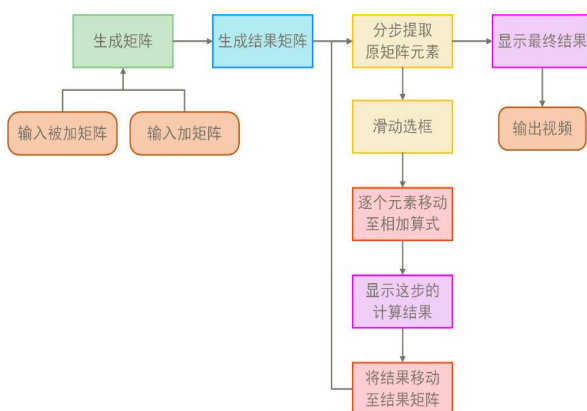 生成矩阵
生成结果矩阵
分步提取
原矩阵元素
显示最终结果
输入被加矩阵
输入加矩阵
滑动选框
输出视频
逐个元素移动
至相加算式
显示这步的
计算结果
将结果移动
至结果矩阵